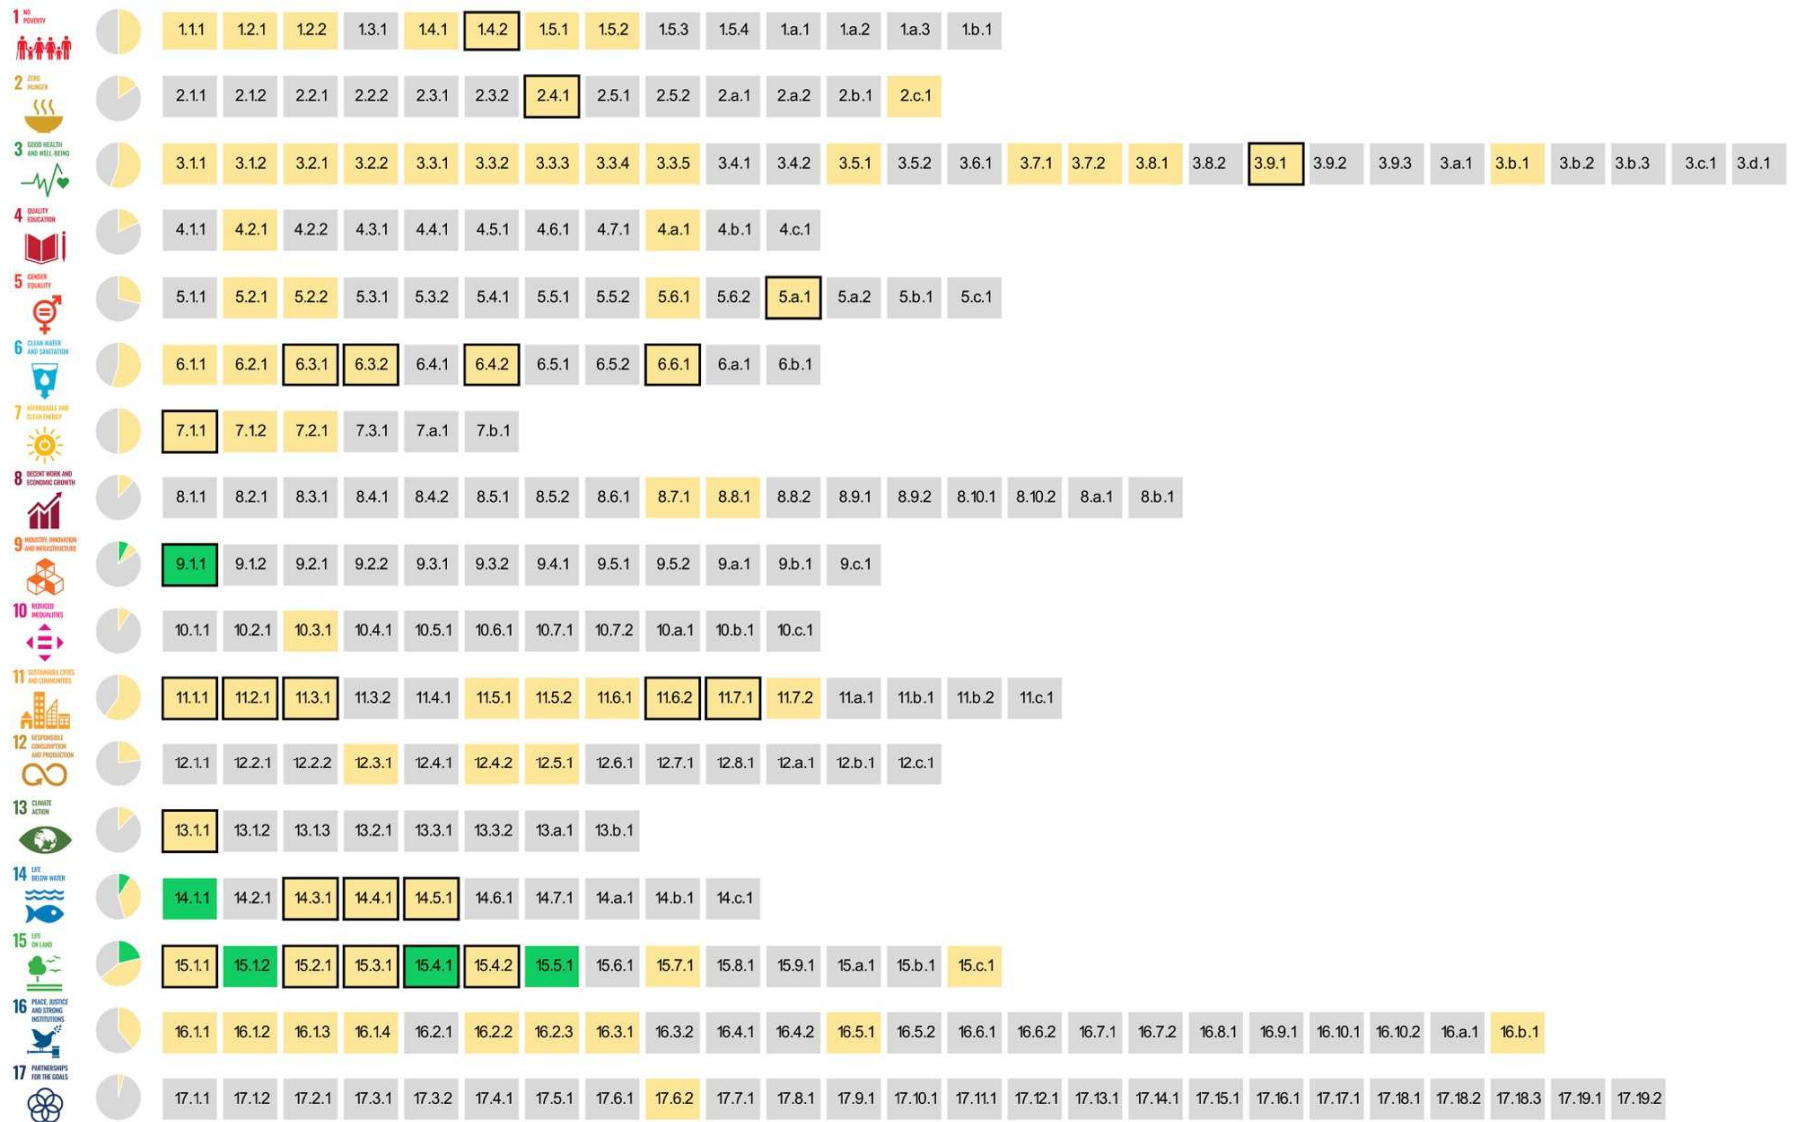 1 NO POVERTY
1.1.1 1.2.1 1.2.2 1.3.1 1.4.1 1.4.2 1.5.1 1.5.2 1.5.3 1.5.4 1.a.1 1.a.2 1.a.3 1.b.1
2 ZERO HUNGER
2.1.1 2.1.2 2.2.1 2.2.2 2.3.1 2.3.2 2.4.1 2.5.1 2.5.2 2.a.1 2.a.2 2.b.1 2.c.1
3 GOOD HEALTH AND WELL-BEING
3.1.1 3.1.2 3.2.1 3.2.2 3.3.1 3.3.2 3.3.3 3.3.4 3.3.5 3.4.1 3.4.2 3.5.1 3.5.2 3.6.1 3.7.1 3.7.2 3.8.1 3.8.2 3.9.1 3.9.2 3.9.3 3.a.1 3.b.1 3.b.2 3.b.3 3.c.1 3.d.1
4 QUALITY EDUCATION
4.1.1 4.2.1 4.2.2 4.3.1 4.4.1 4.5.1 4.6.1 4.7.1 4.a.1 4.b.1 4.c.1
5 GENDER EQUALITY
5.1.1 5.2.1 5.2.2 5.3.1 5.3.2 5.4.1 5.5.1 5.5.2 5.6.1 5.6.2 5.a.1 5.a.2 5.b.1 5.c.1
6 CLEAN WATER AND SANITATION
6.1.1 6.2.1 6.3.1 6.3.2 6.4.1 6.4.2 6.5.1 6.5.2 6.6.1 6.a.1 6.b.1
7 AFFORDABLE AND CLEAN ENERGY
7.1.1 7.1.2 7.2.1 7.3.1 7.a.1 7.b.1
8 DECENT WORK AND ECONOMIC GROWTH
8.1.1 8.2.1 8.3.1 8.4.1 8.4.2 8.5.1 8.5.2 8.6.1 8.7.1 8.8.1 8.8.2 8.9.1 8.9.2 8.10.1 8.10.2 8.a.1 8.b.1
9 INDUSTRY, INNOVATION AND INFRASTRUCTURE
9.1.1 9.1.2 9.2.1 9.2.2 9.3.1 9.3.2 9.4.1 9.5.1 9.5.2 9.a.1 9.b.1 9.c.1
10 REDUCED INEQUALITIES
10.1.1 10.2.1 10.3.1 10.4.1 10.5.1 10.6.1 10.7.1 10.7.2 10.a.1 10.b.1 10.c.1
11 SUSTAINABLE CITIES AND COMMUNITIES
11.1.1 11.2.1 11.3.1 11.3.2 11.4.1 11.5.1 11.5.2 11.6.1 11.6.2 11.7.1 11.7.2 11.a.1 11.b.1 11.b.2 11.c.1
12 RESPONSIBLE CONSUMPTION AND PRODUCTION
12.1.1 12.2.1 12.2.2 12.3.1 12.4.1 12.4.2 12.5.1 12.6.1 12.7.1 12.8.1 12.a.1 12.b.1 12.c.1
13 CLIMATE ACTION
13.1.1 13.1.2 13.1.3 13.2.1 13.3.1 13.3.2 13.a.1 13.b.1
14 LIFE BELOW WATER
14.1.1 14.2.1 14.3.1 14.4.1 14.5.1 14.6.1 14.7.1 14.a.1 14.b.1 14.c.1
15 LIFE ON LAND
15.1.1 15.1.2 15.2.1 15.3.1 15.4.1 15.4.2 15.5.1 15.6.1 15.7.1 15.8.1 15.9.1 15.a.1 15.b.1 15.c.1
16 PEACE, JUSTICE AND STRONG INSTITUTIONS
16.1.1 16.1.2 16.1.3 16.1.4 16.2.1 16.2.2 16.2.3 16.3.1 16.3.2 16.4.1 16.4.2 16.5.1 16.5.2 16.6.1 16.6.2 16.7.1 16.7.2 16.8.1 16.9.1 16.10.1 16.10.2 16.a.1 16.b.1
17 PARTNERSHIPS FOR THE GOALS
17.1.1 17.1.2 17.2.1 17.3.1 17.3.2 17.4.1 17.5.1 17.6.1 17.6.2 17.7.1 17.8.1 17.9.1 17.10.1 17.11.1 17.12.1 17.13.1 17.14.1 17.15.1 17.16.1 17.17.1 17.18.1 17.18.2 17.18.3 17.19.1 17.19.2